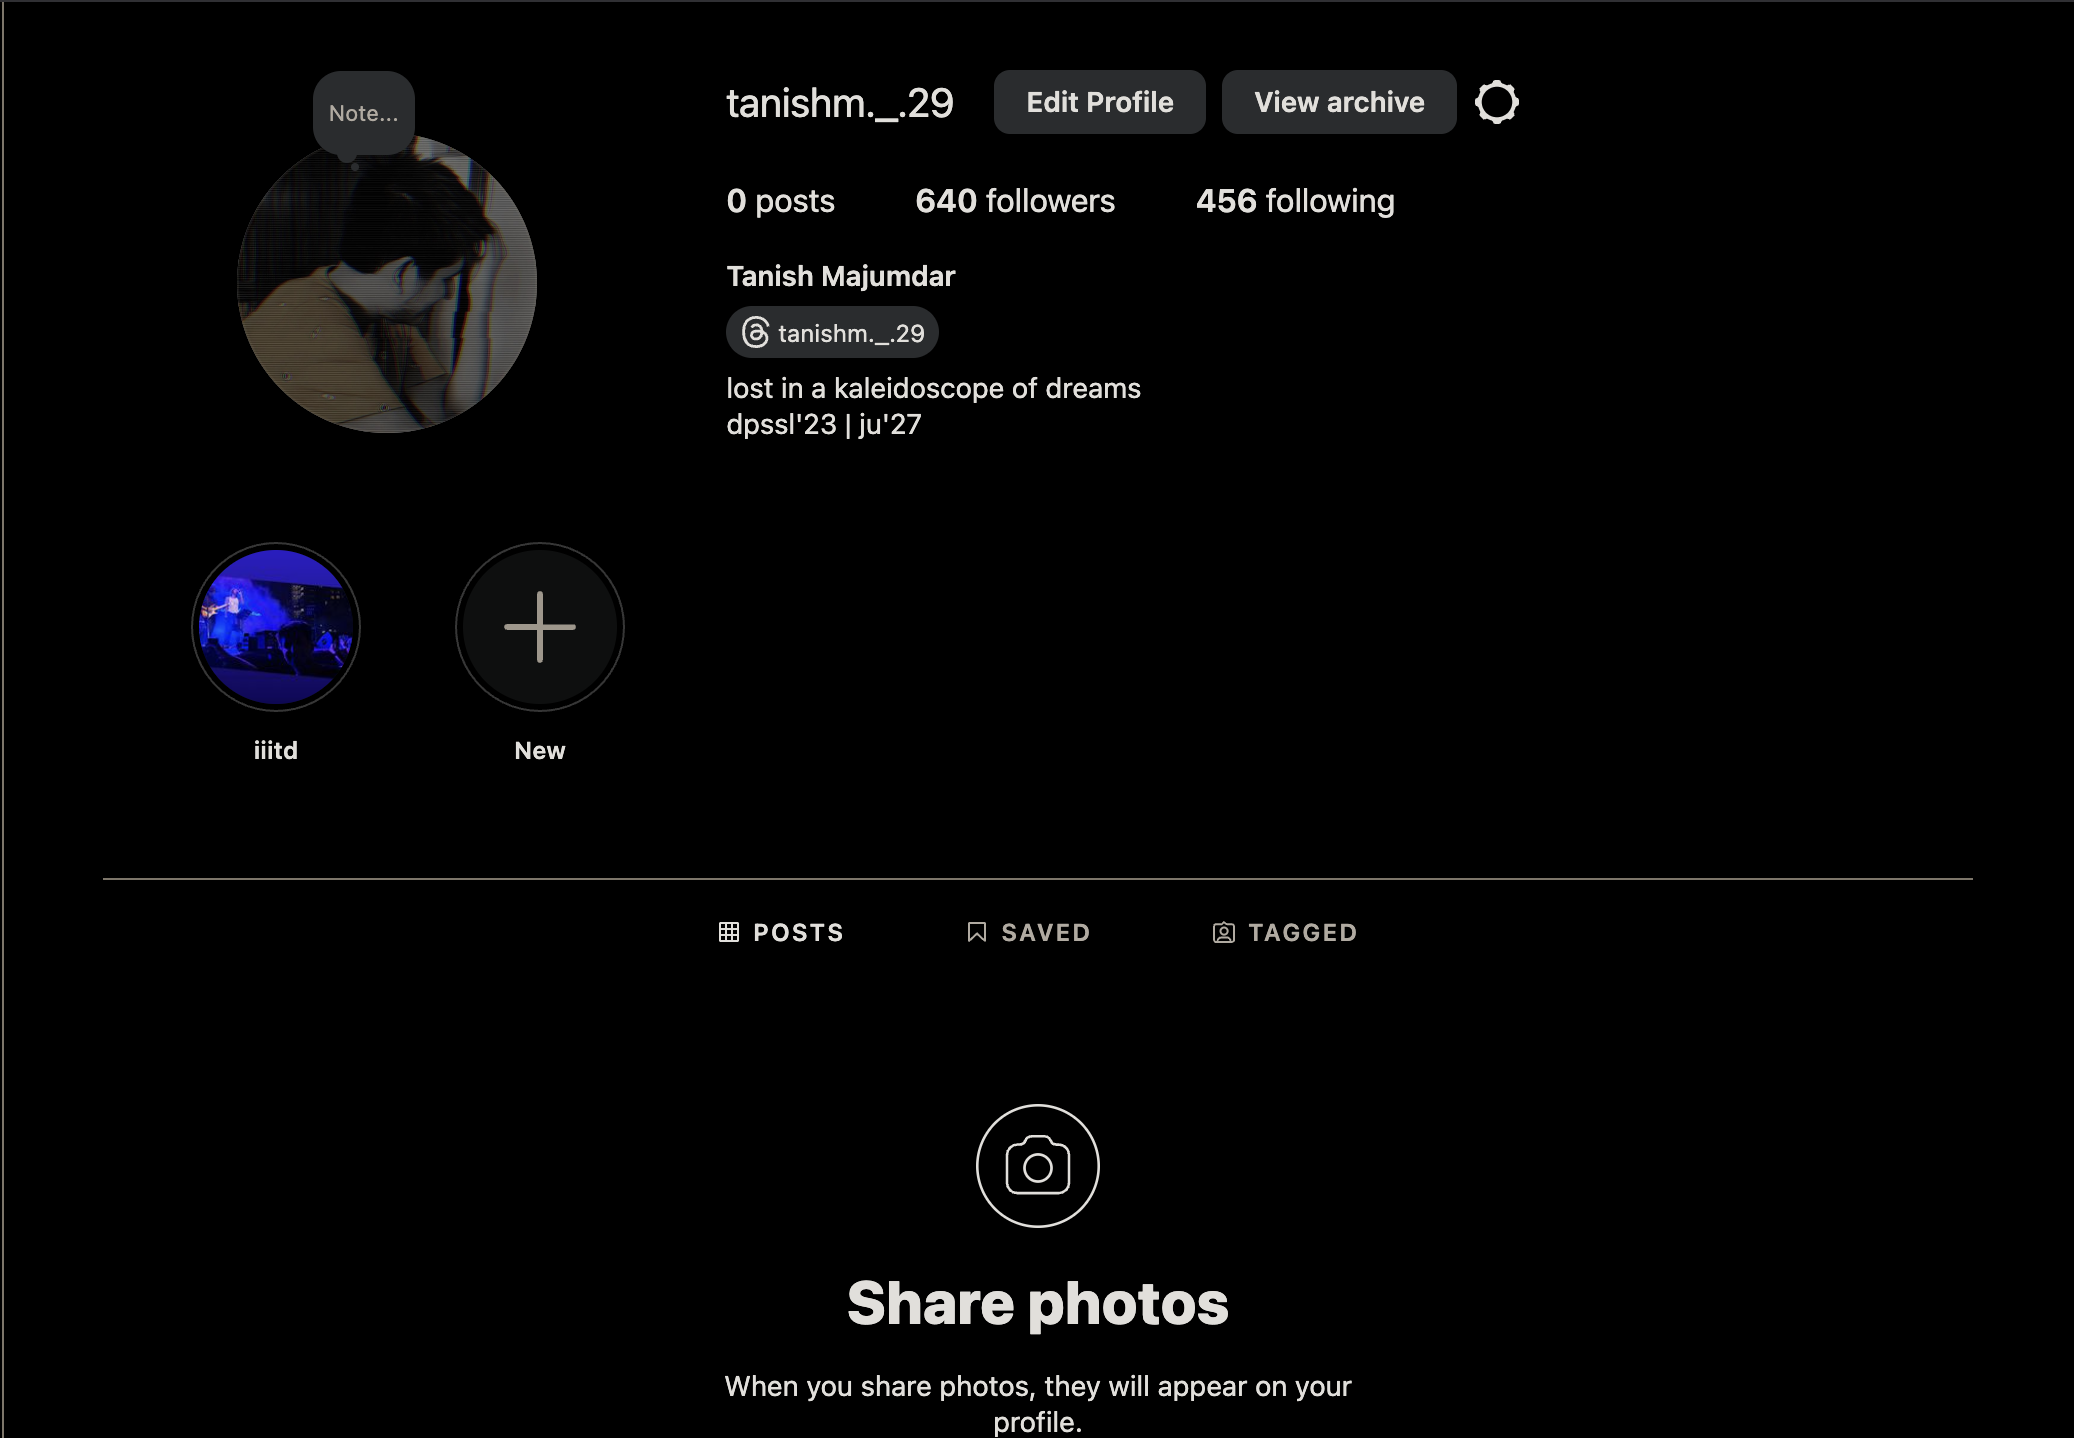 Note...
tanishm._.29 Edit Profile View archive
0 posts 640 followers 456 following
Tanish Majumdar
tanishm._.29
lost in a kaleidoscope of dreams
dpssl'23 | ju'27
iiitd New
POSTS SAVED TAGGED
Share photos
When you share photos, they will appear on your
profile.